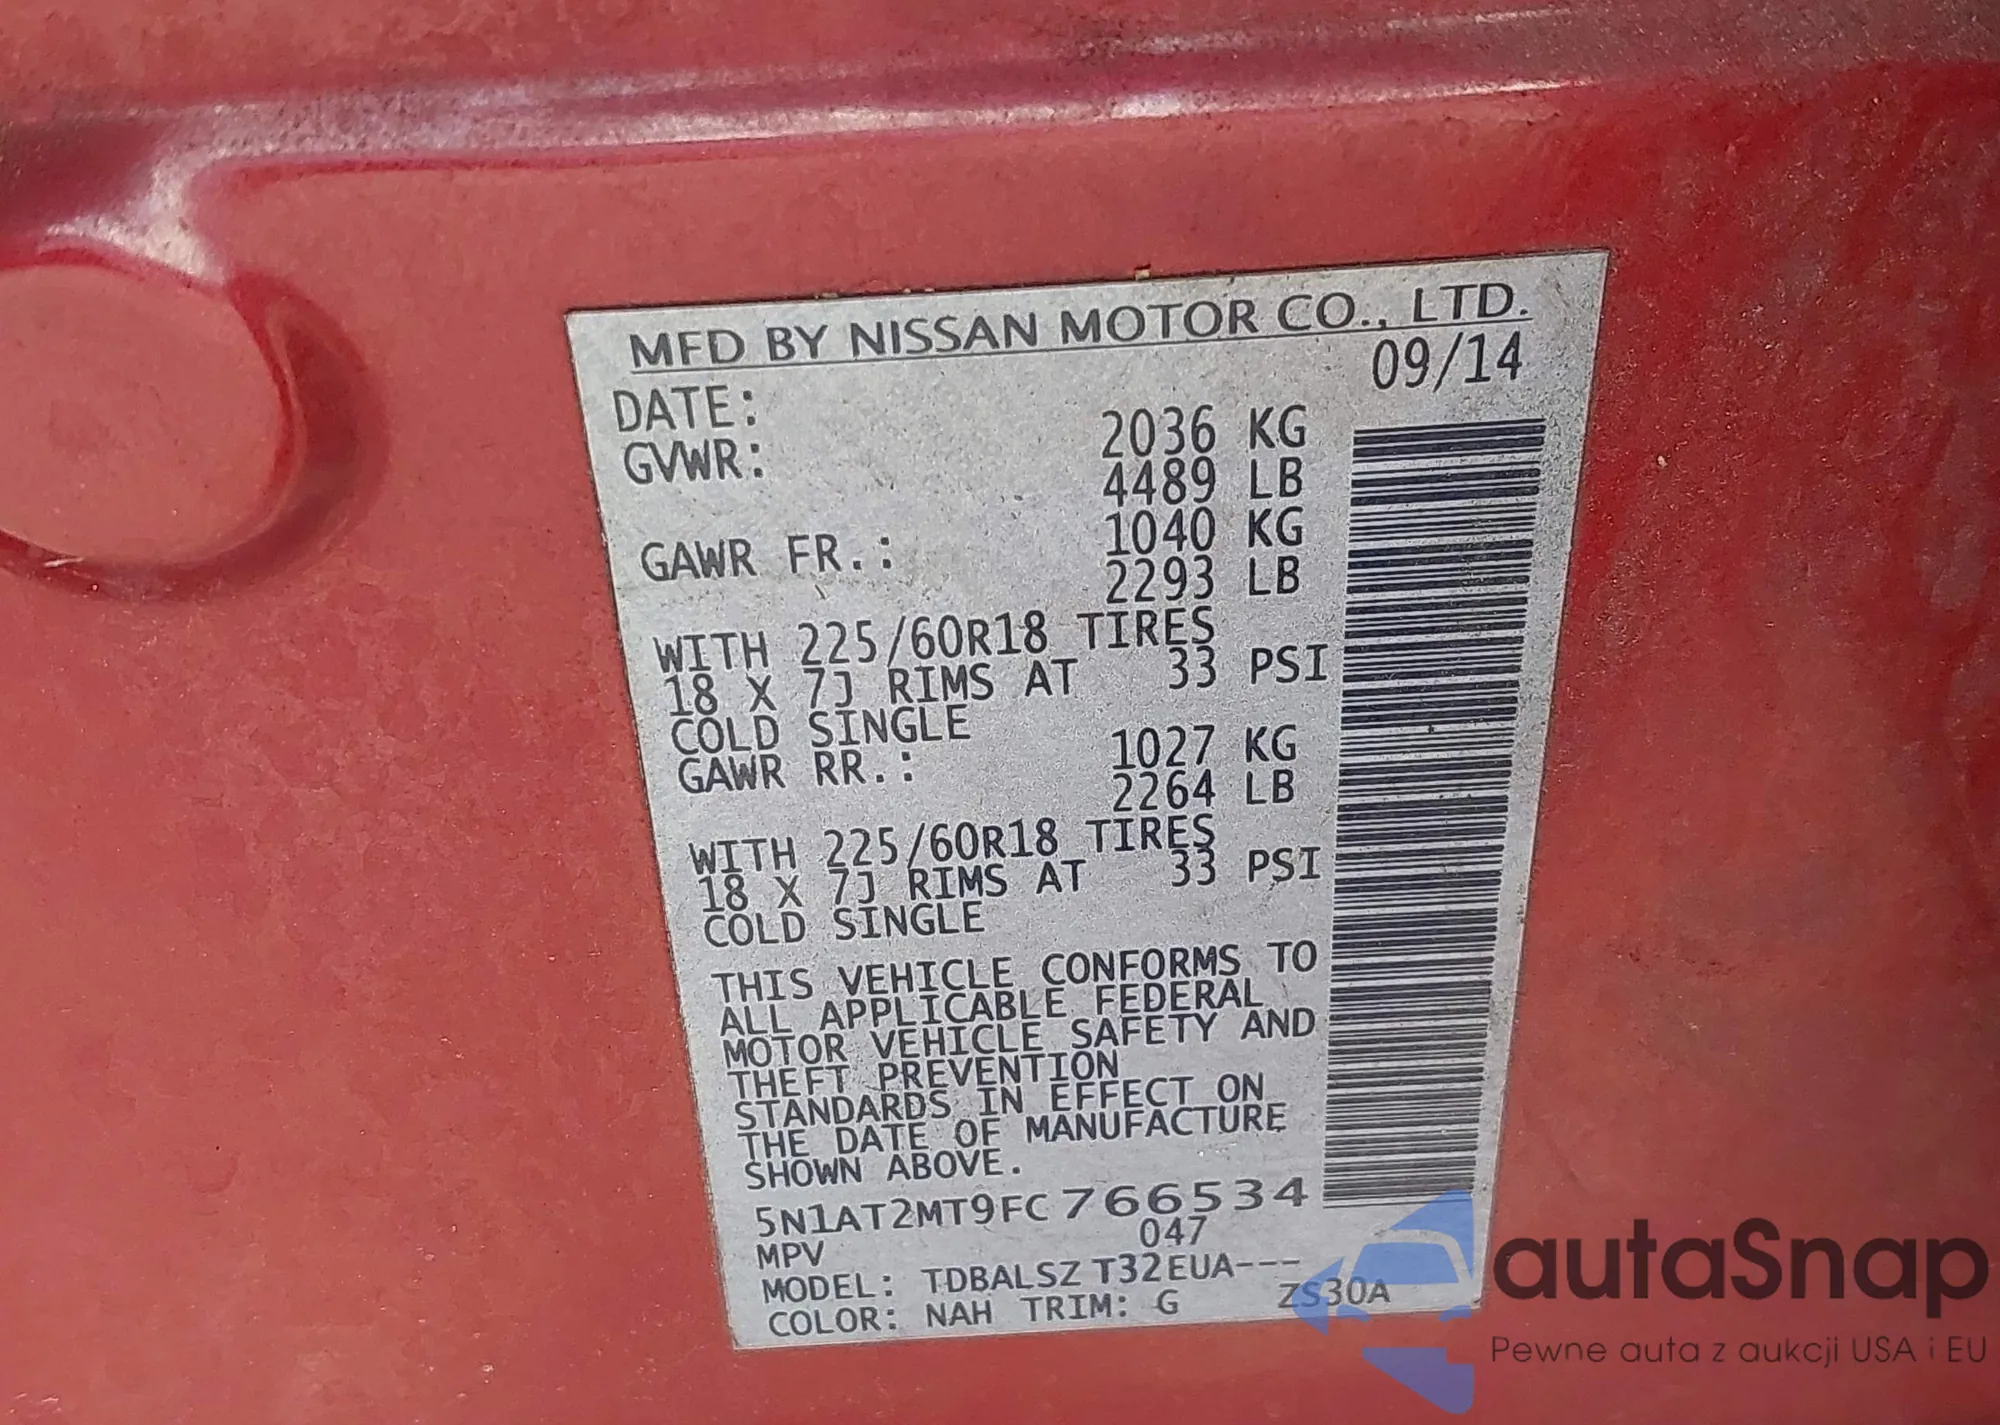 MFD BY NISSAN MOTOR CO., LTD.
DATE: 09/14
GVWR: 2036 KG
4489 LB
GAWR FR.: 1040 KG
2293 LB
WITH 225/60R18 TIRES
18 X 7J RIMS AT 33 PSI
COLD SINGLE
GAWR RR.: 1027 KG
2264 LB
WITH 225/60R18 TIRES
18 X 7J RIMS AT 33 PSI
COLD SINGLE
THIS VEHICLE CONFORMS TO
ALL APPLICABLE FEDERAL
MOTOR VEHICLE SAFETY AND
THEFT PREVENTION
STANDARDS IN EFFECT ON
THE DATE OF MANUFACTURE
SHOWN ABOVE.
5N1AT2MT9FC766534
MPV 047
MODEL: TDBALSZ T32EUA---
COLOR: NAH TRIM: G ZS30A
autaSnap
Pewne auta z aukcji USA i EU